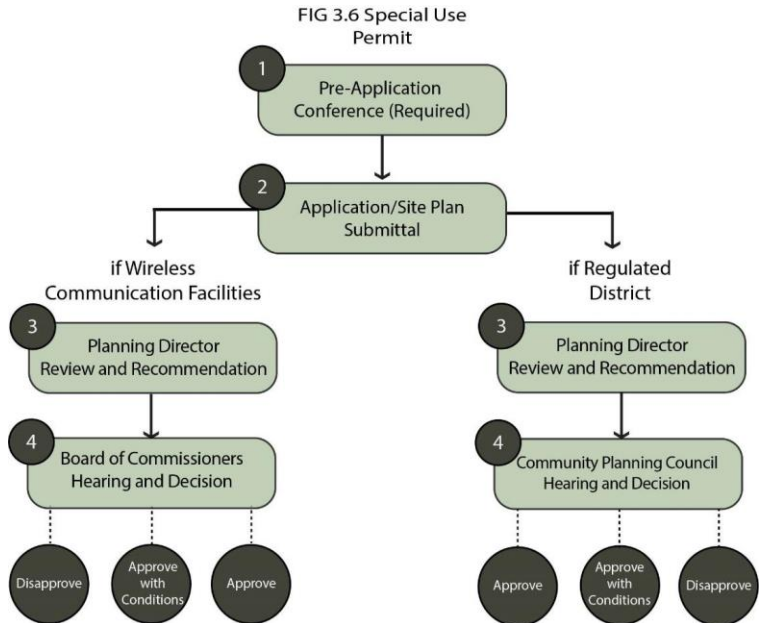 FIG 3.6 Special Use
Permit
1
Pre-Application
Conference (Required)
2
Application/Site Plan
Submittal
if Wireless
Communication Facilities
3
Planning Director
Review and Recommendation
4
Board of Commissioners
Hearing and Decision
Disapprove
Approve
with
Conditions
Approve
if Regulated
District
3
Planning Director
Review and Recommendation
4
Community Planning Council
Hearing and Decision
Approve
Approve
with
Conditions
Disapprove